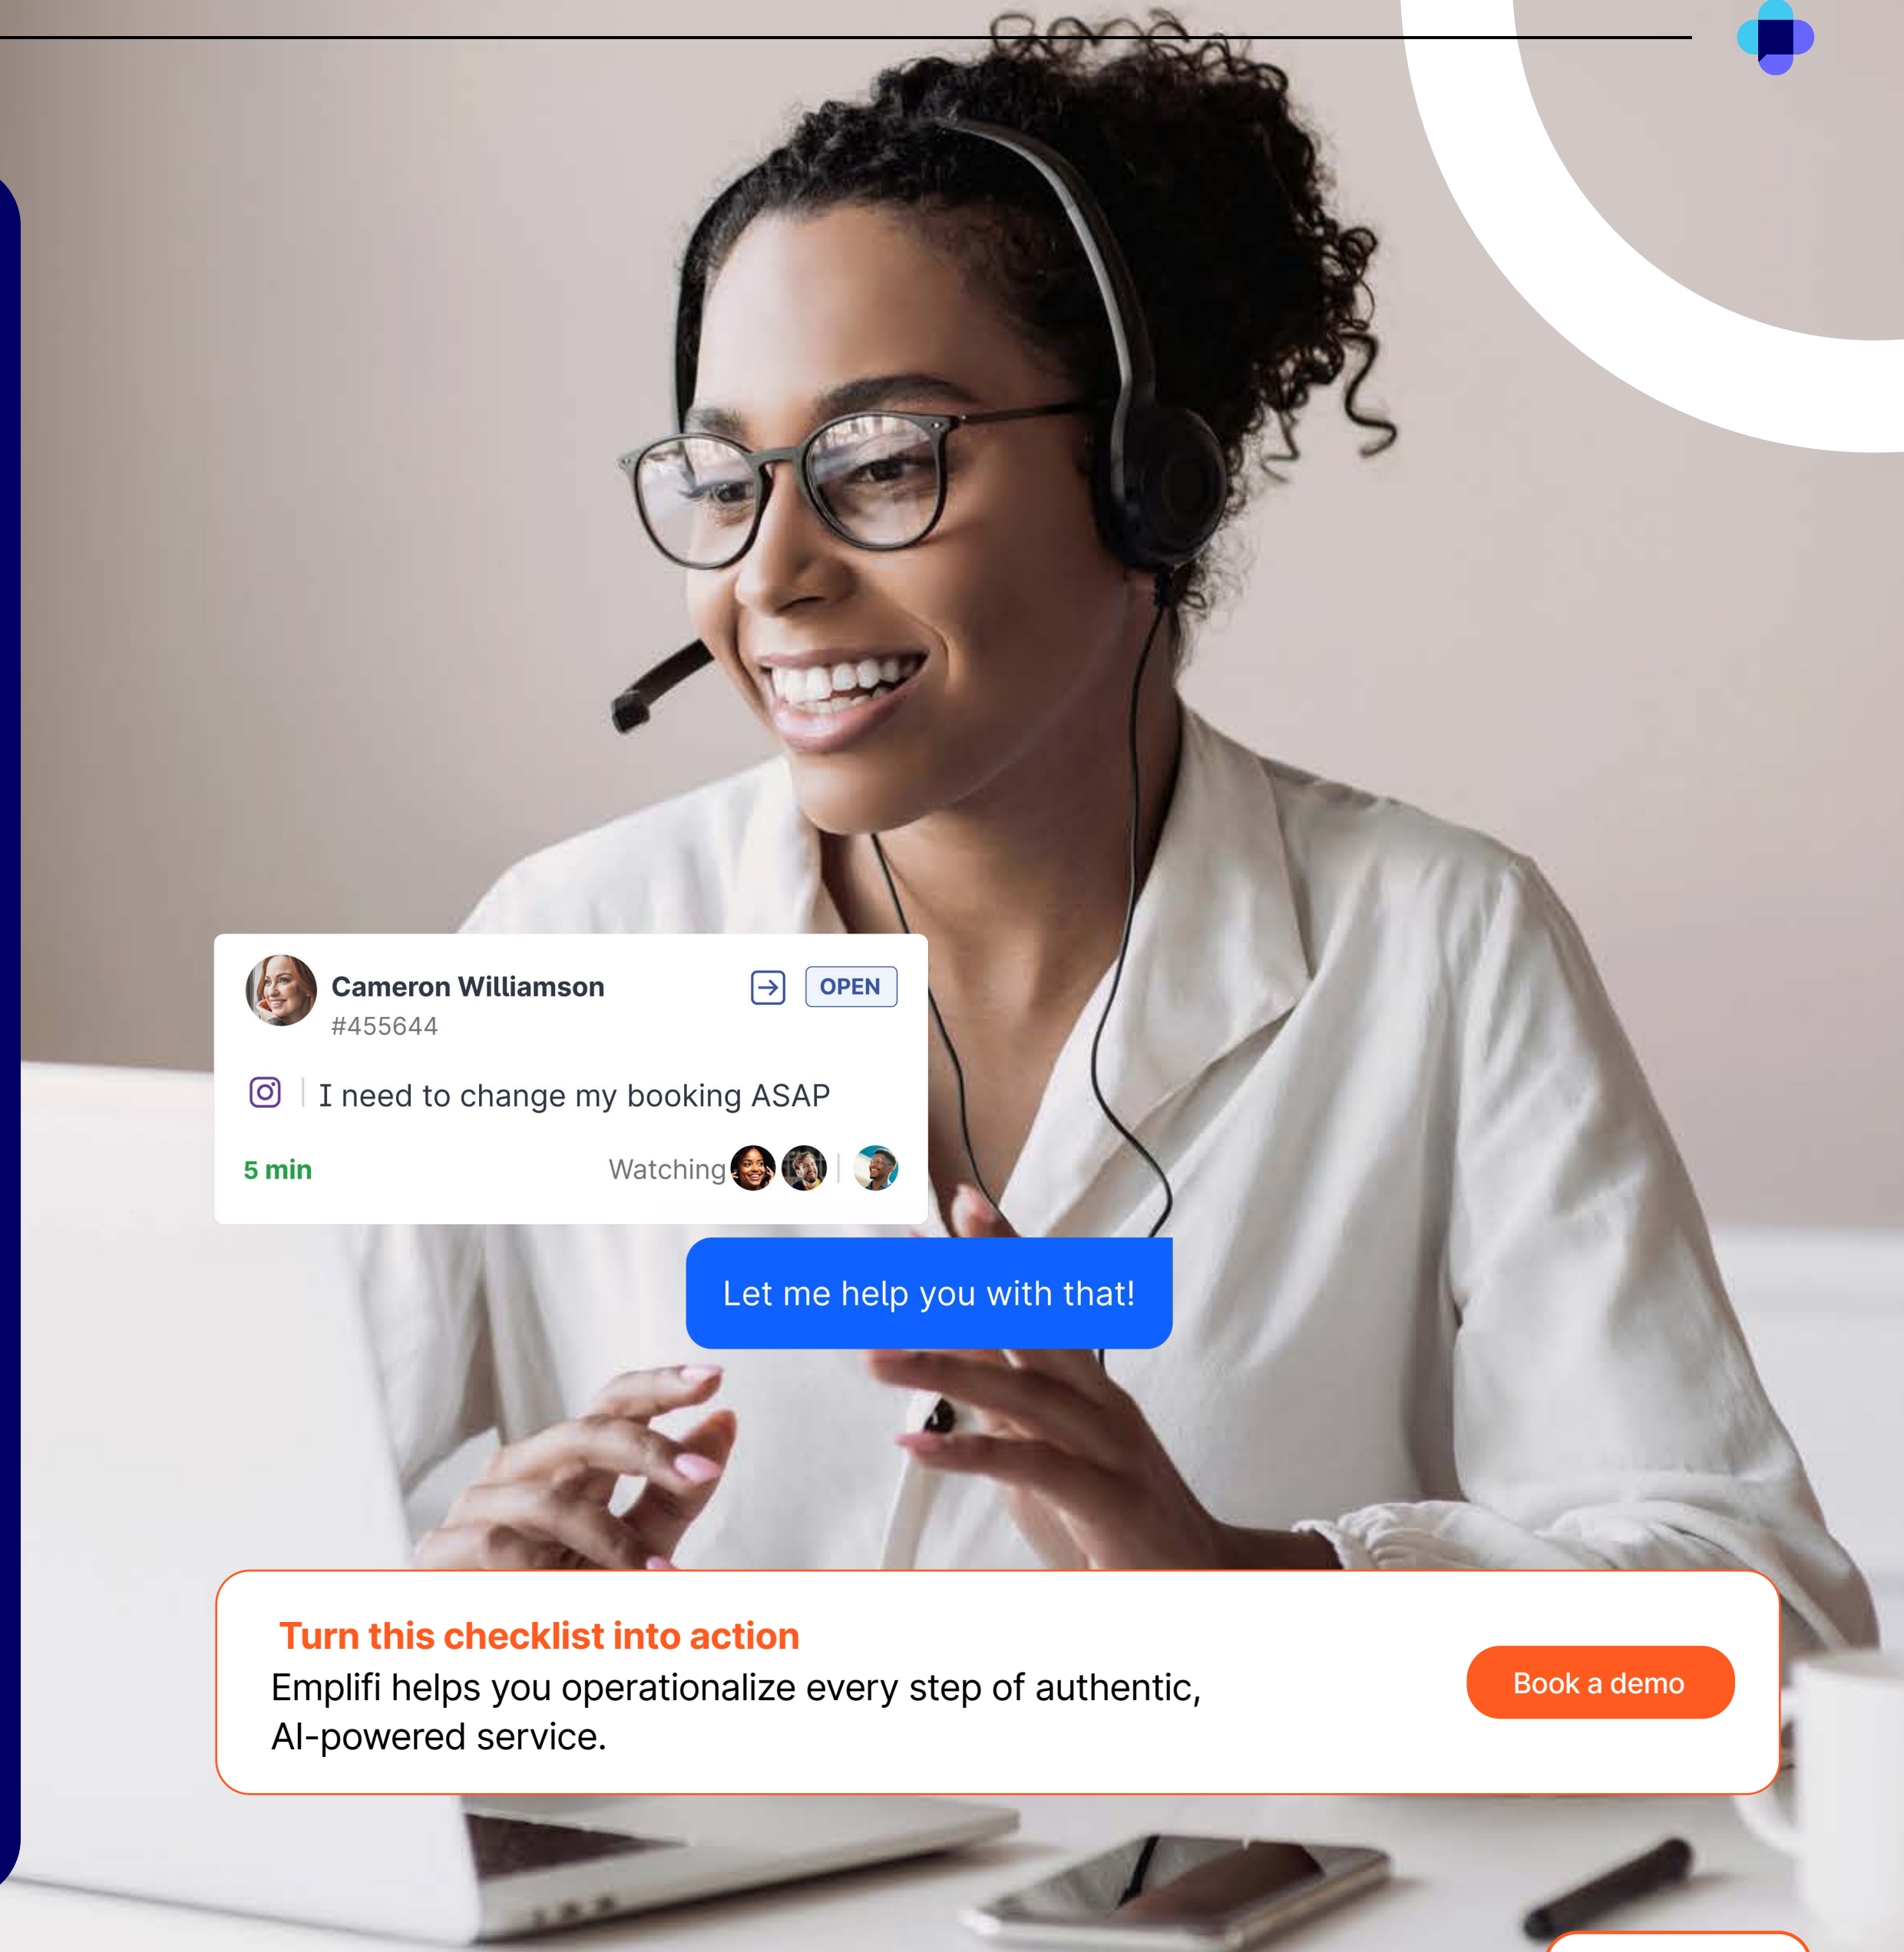 Cameron Williamson
OPEN
#455644
I need to change my booking ASAP
5 min
Watching
Let me help you with that!
Turn this checklist into action
Emplifi helps you operationalize every step of authentic,
AI-powered service.
Book a demo